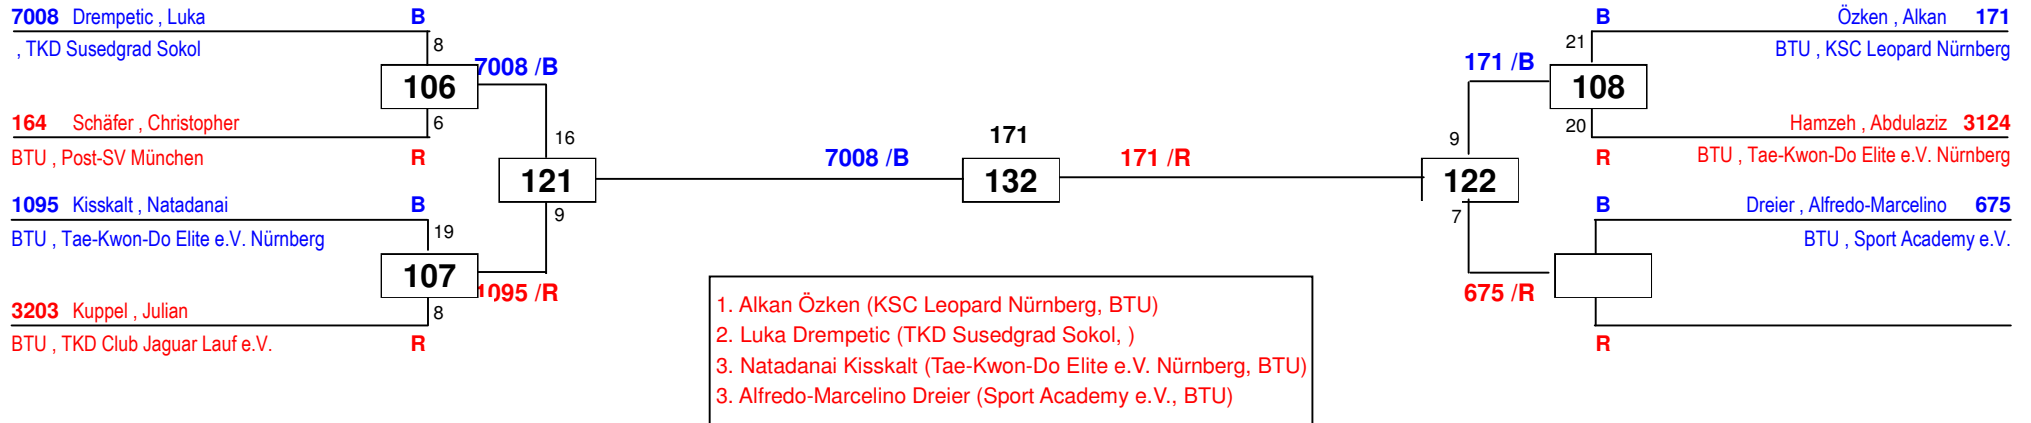 7008 Drempetic , Luka B
, TKD Susedgrad Sokol
8
7008 /B
106
164 Schäfer , Christopher
6
BTU , Post-SV München R
16
121
9
1095 Kisskalt , Natadanai B
BTU , Tae-Kwon-Do Elite e.V. Nürnberg
19
107
1095 /R
3203 Kuppel , Julian
8
BTU , TKD Club Jaguar Lauf e.V. R
7008 /B
171
132
171 /R
B Özken , Alkan 171
21
BTU , KSC Leopard Nürnberg
171 /B
108
20
Hamzeh , Abdulaziz 3124
R BTU , Tae-Kwon-Do Elite e.V. Nürnberg
9
122
7
B Dreier , Alfredo-Marcelino 675
BTU , Sport Academy e.V.
675 /R
R
1. Alkan Özken (KSC Leopard Nürnberg, BTU)
2. Luka Drempetic (TKD Susedgrad Sokol, )
3. Natadanai Kisskalt (Tae-Kwon-Do Elite e.V. Nürnberg, BTU)
3. Alfredo-Marcelino Dreier (Sport Academy e.V., BTU)